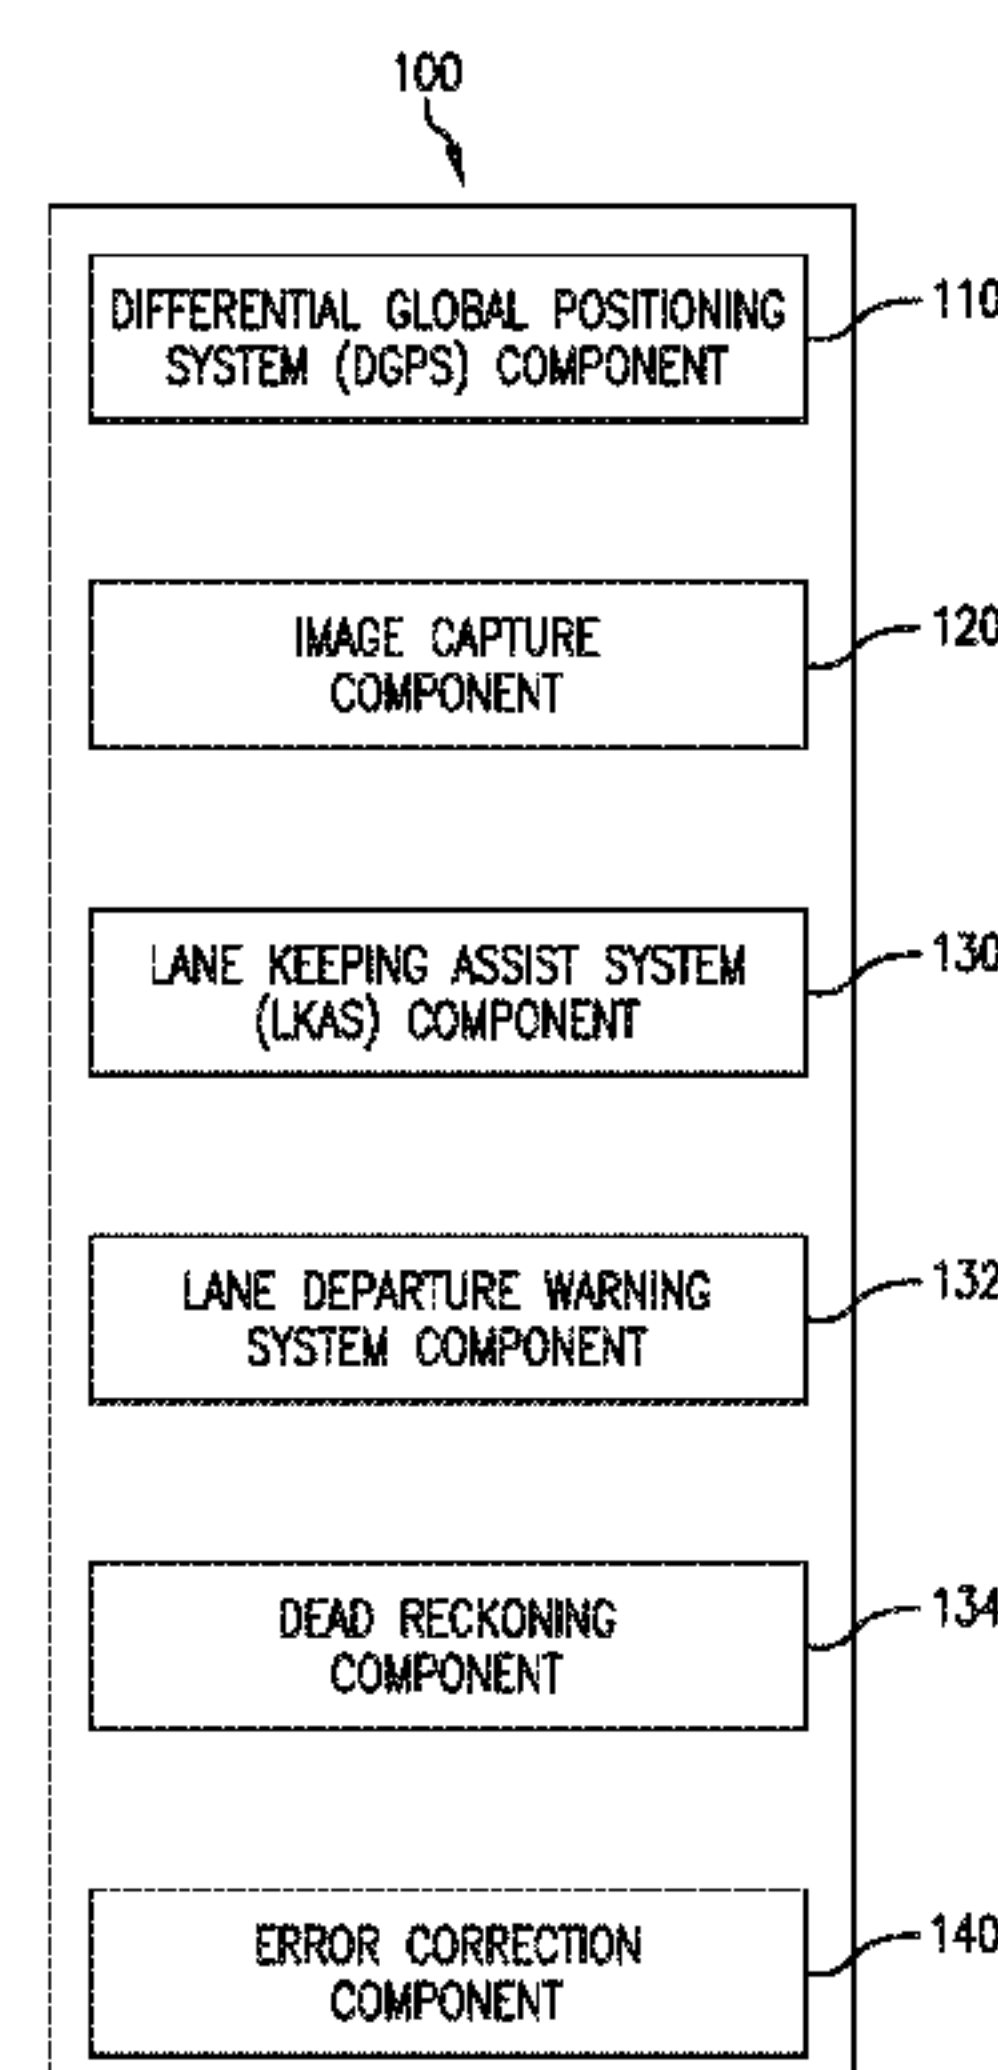 100
DIFFERENTIAL GLOBAL POSITIONING
SYSTEM (DGPS) COMPONENT
110
IMAGE CAPTURE
COMPONENT
120
LANE KEEPING ASSIST SYSTEM
(LKAS) COMPONENT
130
LANE DEPARTURE WARNING
SYSTEM COMPONENT
132
DEAD RECKONING
COMPONENT
134
ERROR CORRECTION
COMPONENT
140